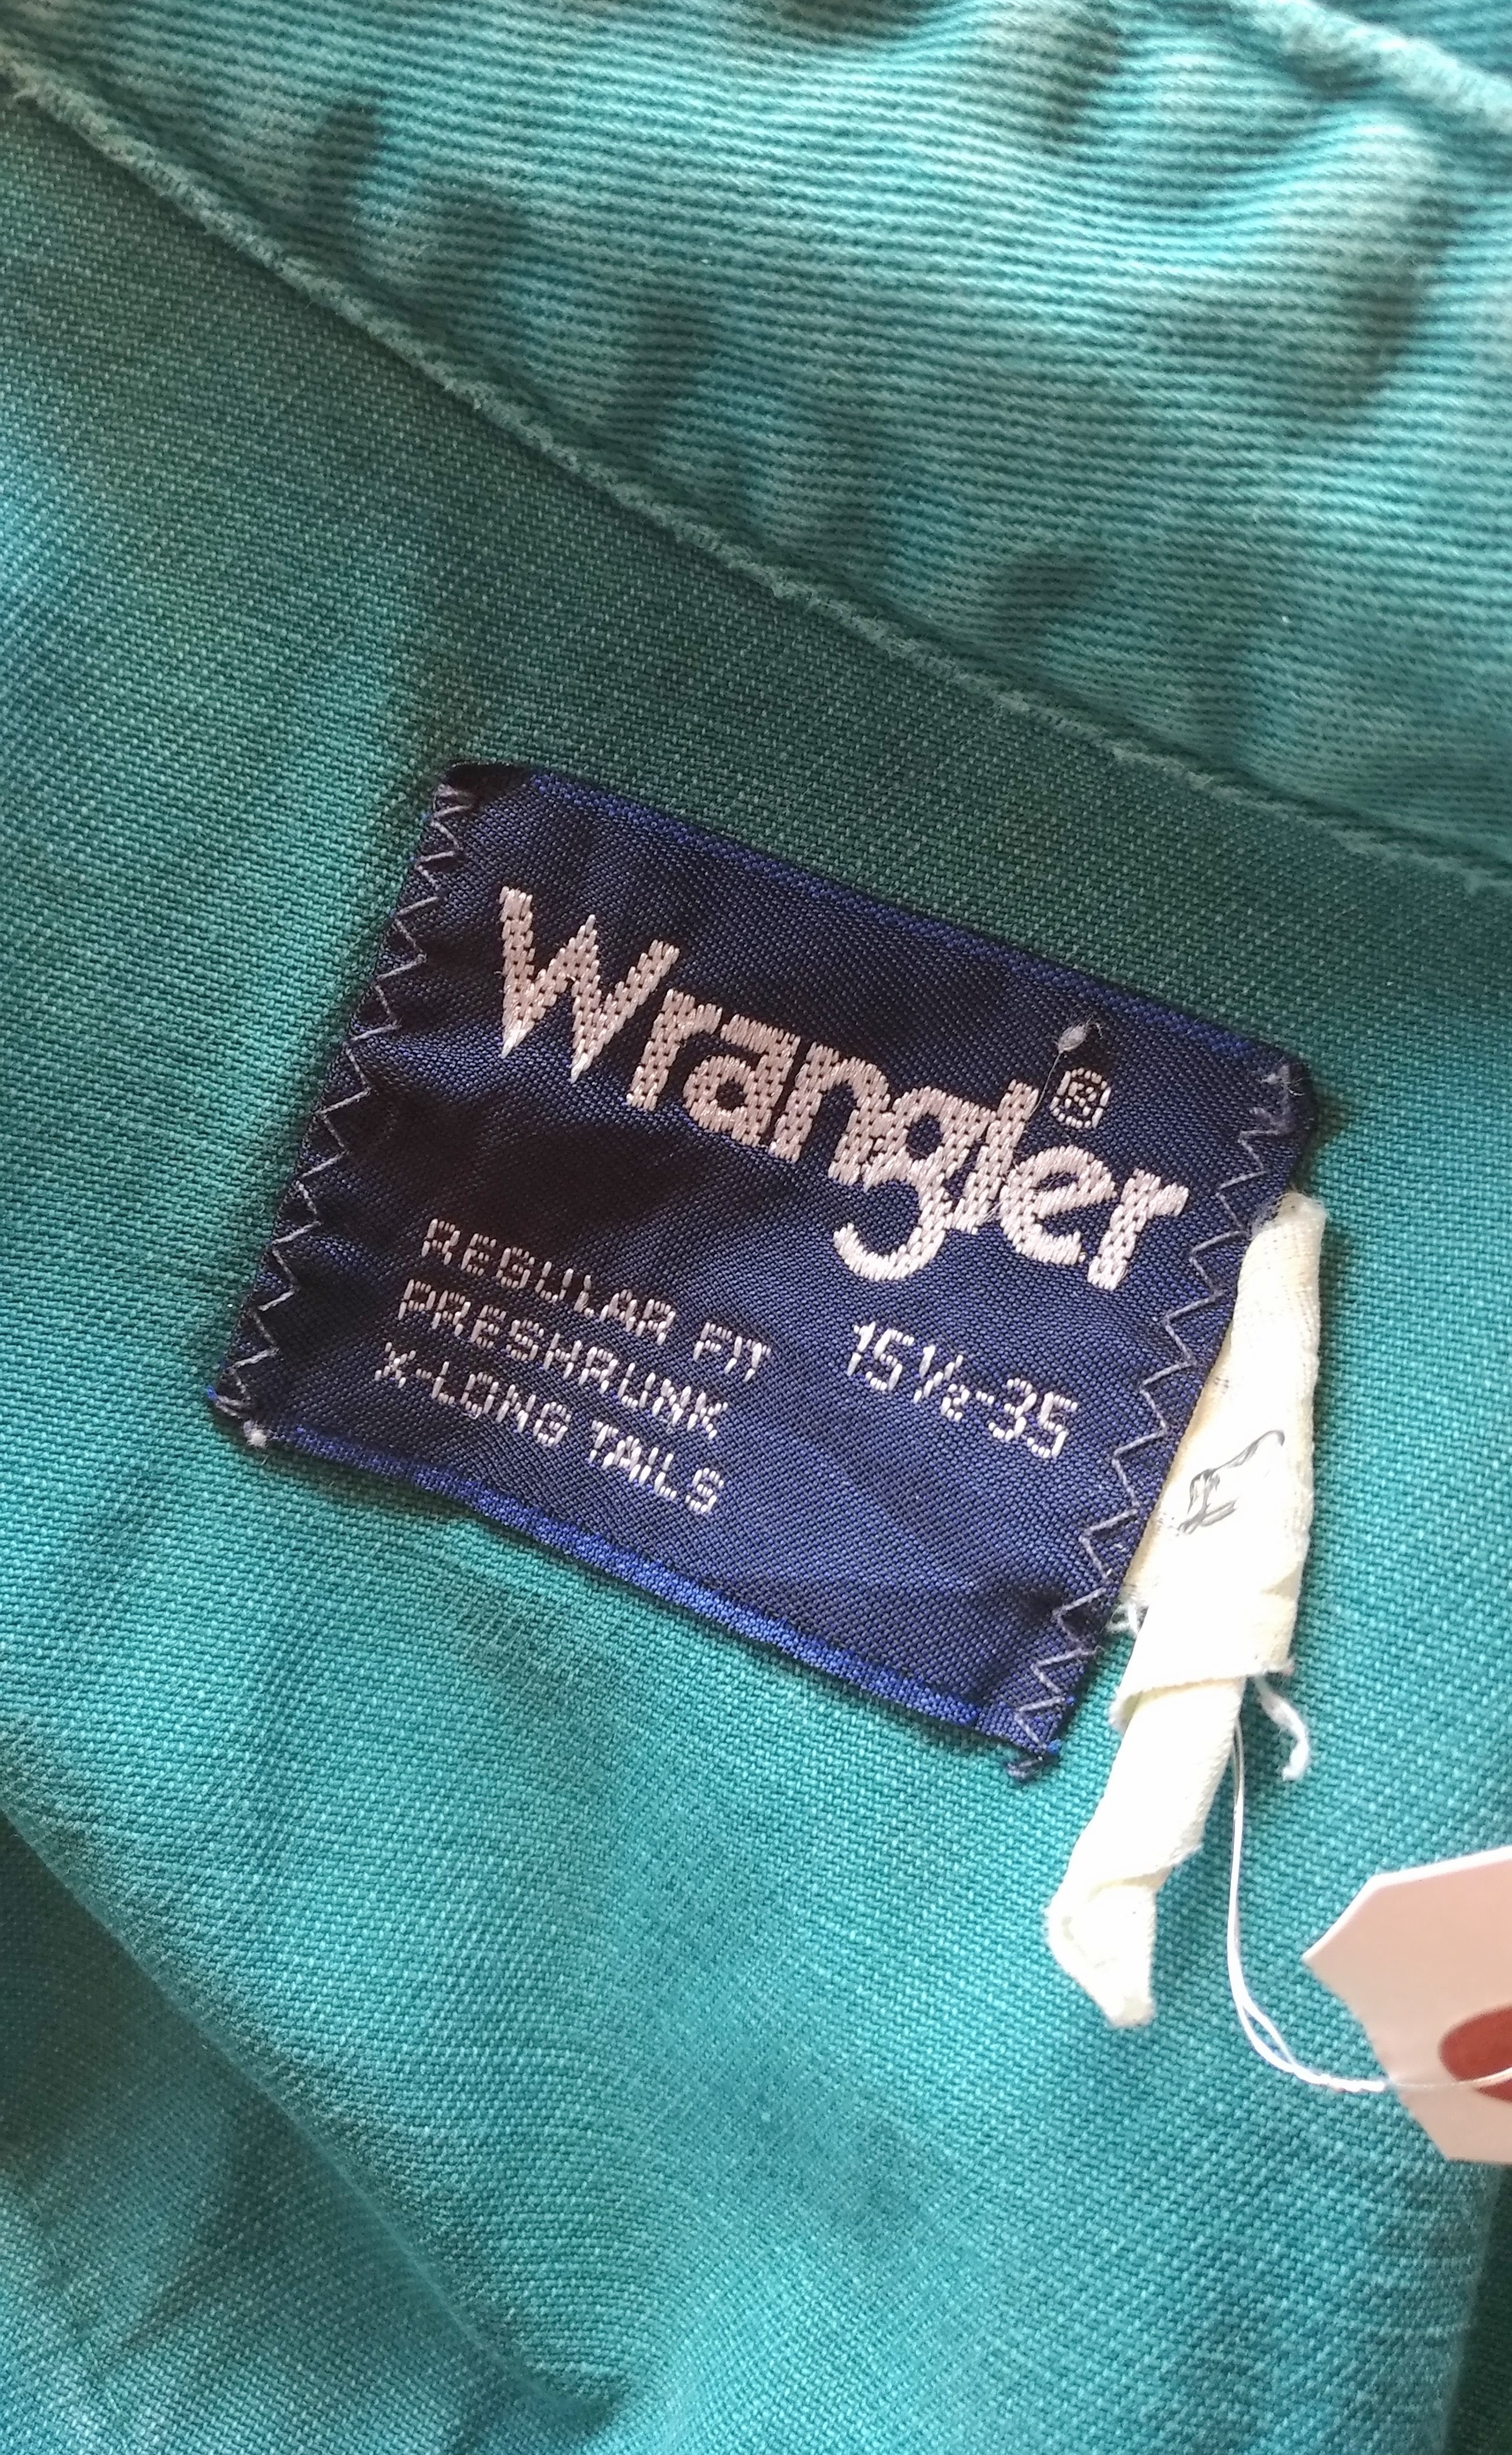 Wrangler®
REGULAR FIT
PRESHRUNK
X-LONG TAILS
15½-35